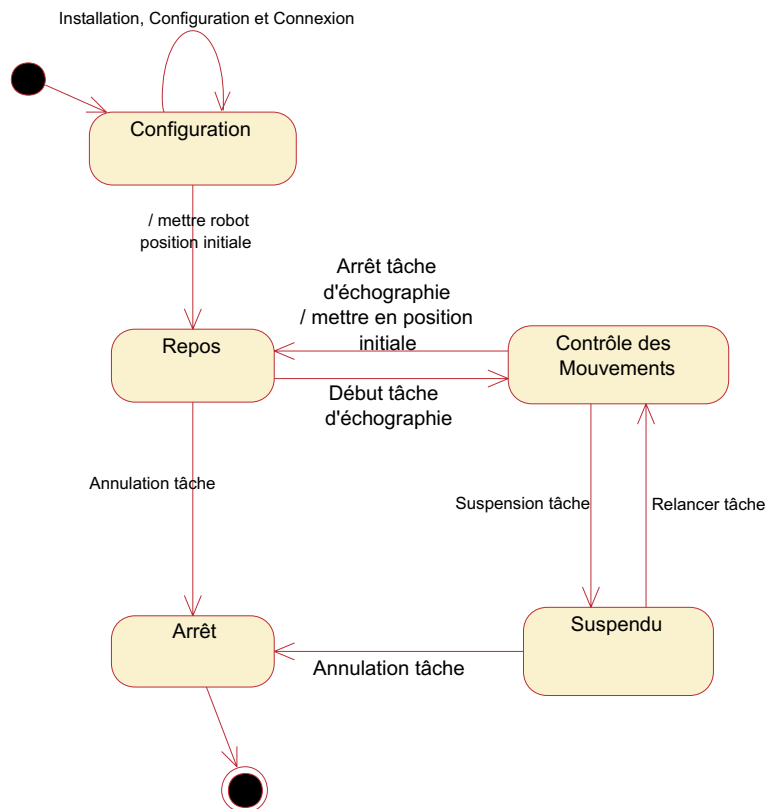 Installation, Configuration et Connexion
Configuration
/ mettre robot
position initiale
Arrêt tâche
d'échographie
/ mettre en position
initiale
Repos
Contrôle des
Mouvements
Début tâche
d'échographie
Annulation tâche
Suspension tâche
Relancer tâche
Arrêt
Suspendu
Annulation tâche